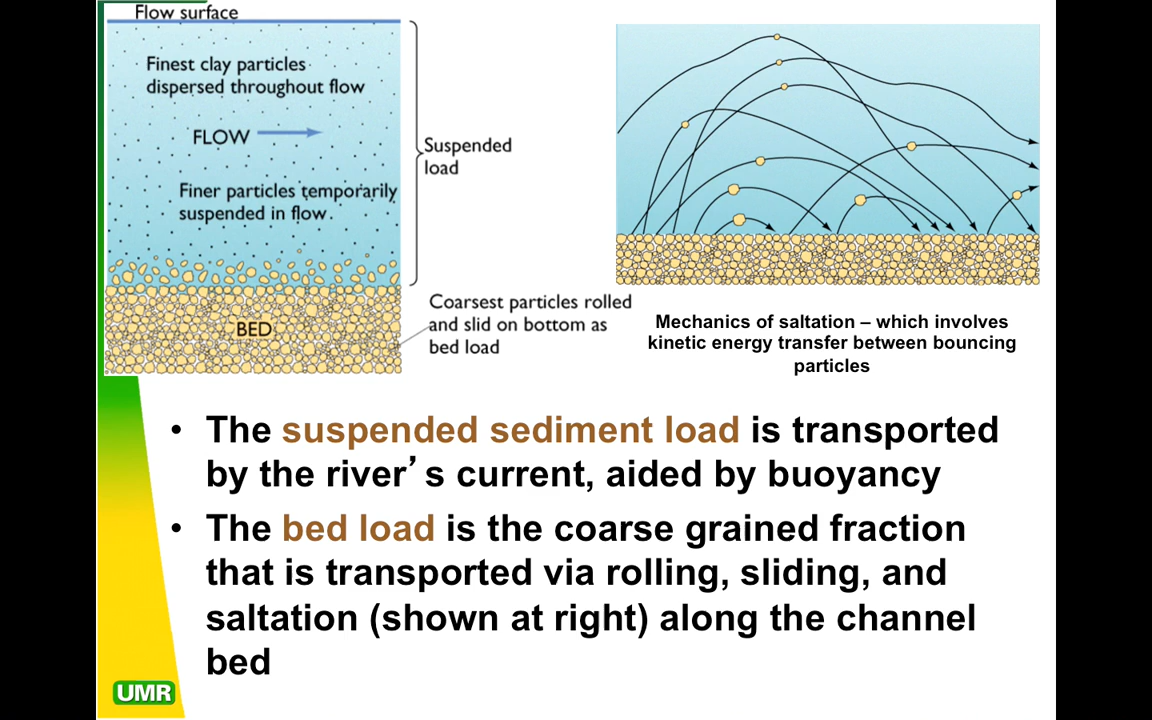 Flow surface
Finest clay particles
dispersed throughout flow
FLOW
Finer particles temporarily
suspended in flow.
Suspended
load
BED
Coarsest particles rolled
and slid on bottom as
bed load
Mechanics of saltation – which involves
kinetic energy transfer between bouncing
particles
• The suspended sediment load is transported
by the river’s current, aided by buoyancy
• The bed load is the coarse grained fraction
that is transported via rolling, sliding, and
saltation (shown at right) along the channel
bed
UMR